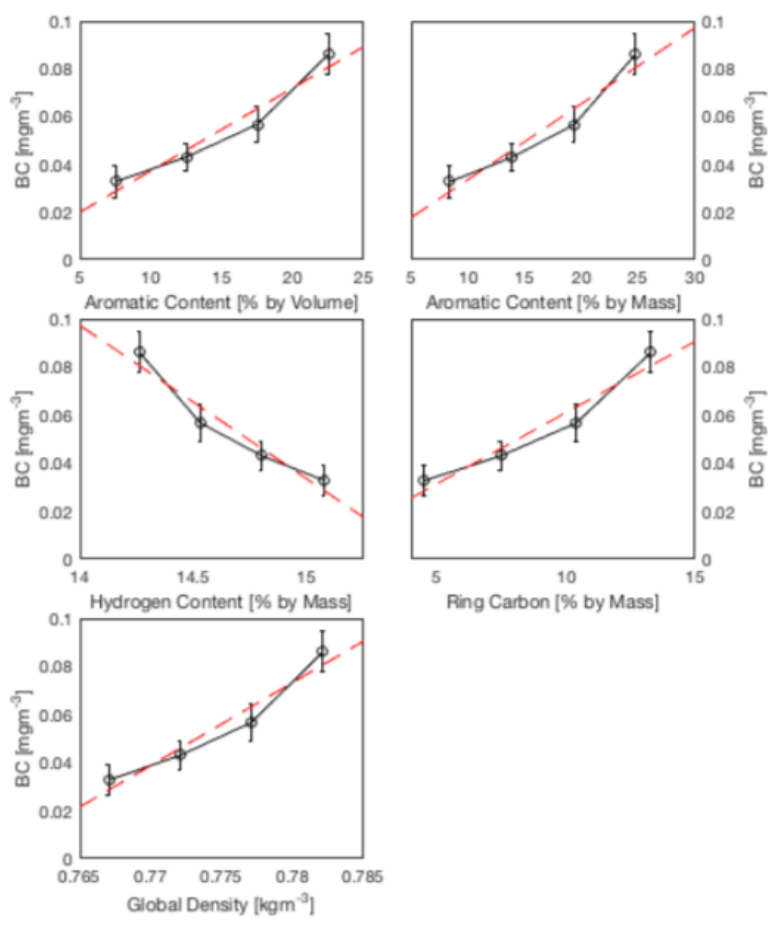 0.1
0.08
0.06
0.04
0.02
0
BC [mgm-3]
5 10 15 20 25
Aromatic Content [% by Volume]
0.1
0.08
0.06
0.04
0.02
0
BC [mgm-3]
5 10 15 20 25 30
Aromatic Content [% by Mass]
0.1
0.08
0.06
0.04
0.02
0
BC [mgm-3]
14 14.5 15
Hydrogen Content [% by Mass]
0.1
0.08
0.06
0.04
0.02
0
BC [mgm-3]
5 10 15
Ring Carbon [% by Mass]
0.1
0.08
0.06
0.04
0.02
0
BC [mgm-3]
0.765 0.77 0.775 0.78 0.785
Global Density [kgm-3]